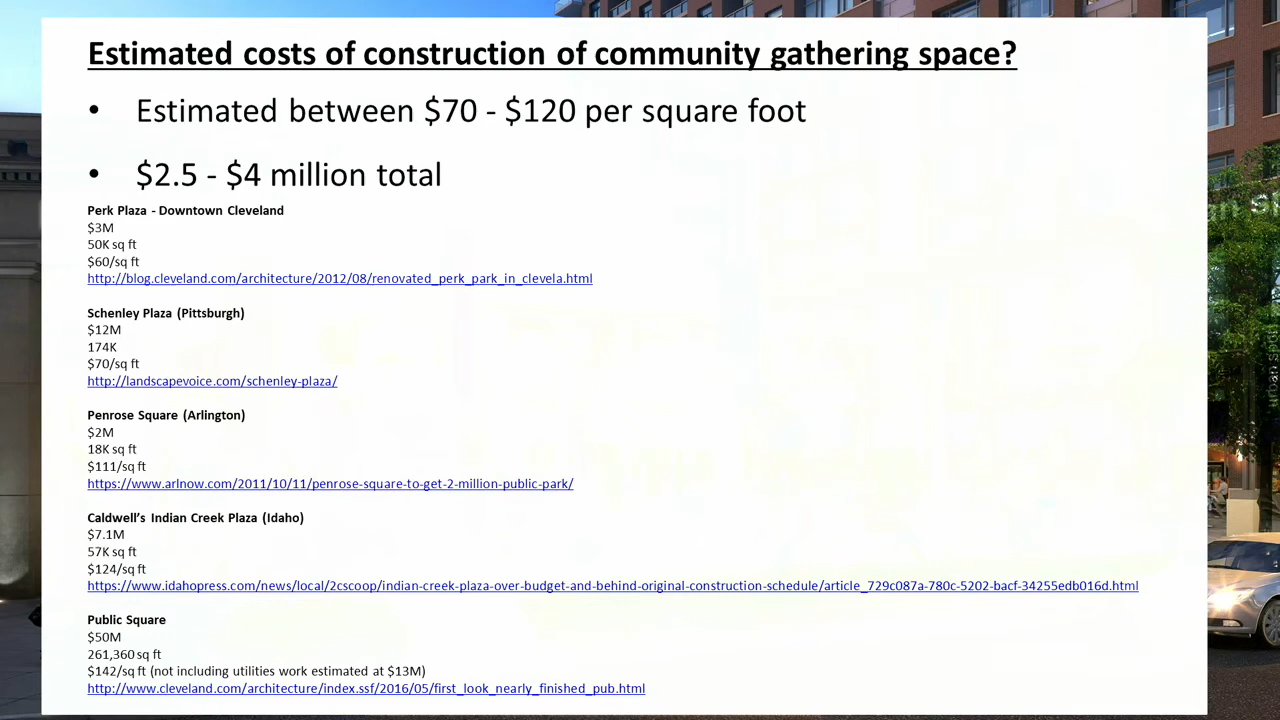 Estimated costs of construction of community gathering space?
• Estimated between $70 - $120 per square foot
• $2.5 - $4 million total
Perk Plaza - Downtown Cleveland
$3M
50K sq ft
$60/sq ft
http://blog.cleveland.com/architecture/2012/08/renovated_perk_park_in_clevela.html
Schenley Plaza (Pittsburgh)
$12M
174K
$70/sq ft
http://landscapevoice.com/schenley-plaza/
Penrose Square (Arlington)
$2M
18K sq ft
$111/sq ft
https://www.arlnow.com/2011/10/11/penrose-square-to-get-2-million-public-park/
Caldwell’s Indian Creek Plaza (Idaho)
$7.1M
57K sq ft
$124/sq ft
https://www.idahopress.com/news/local/2cscoop/indian-creek-plaza-over-budget-and-behind-original-construction-schedule/article_729c087a-780c-5202-bacf-34255edb016d.html
Public Square
$50M
261,360 sq ft
$142/sq ft (not including utilities work estimated at $13M)
http://www.cleveland.com/architecture/index.ssf/2016/05/first_look_nearly_finished_pub.html